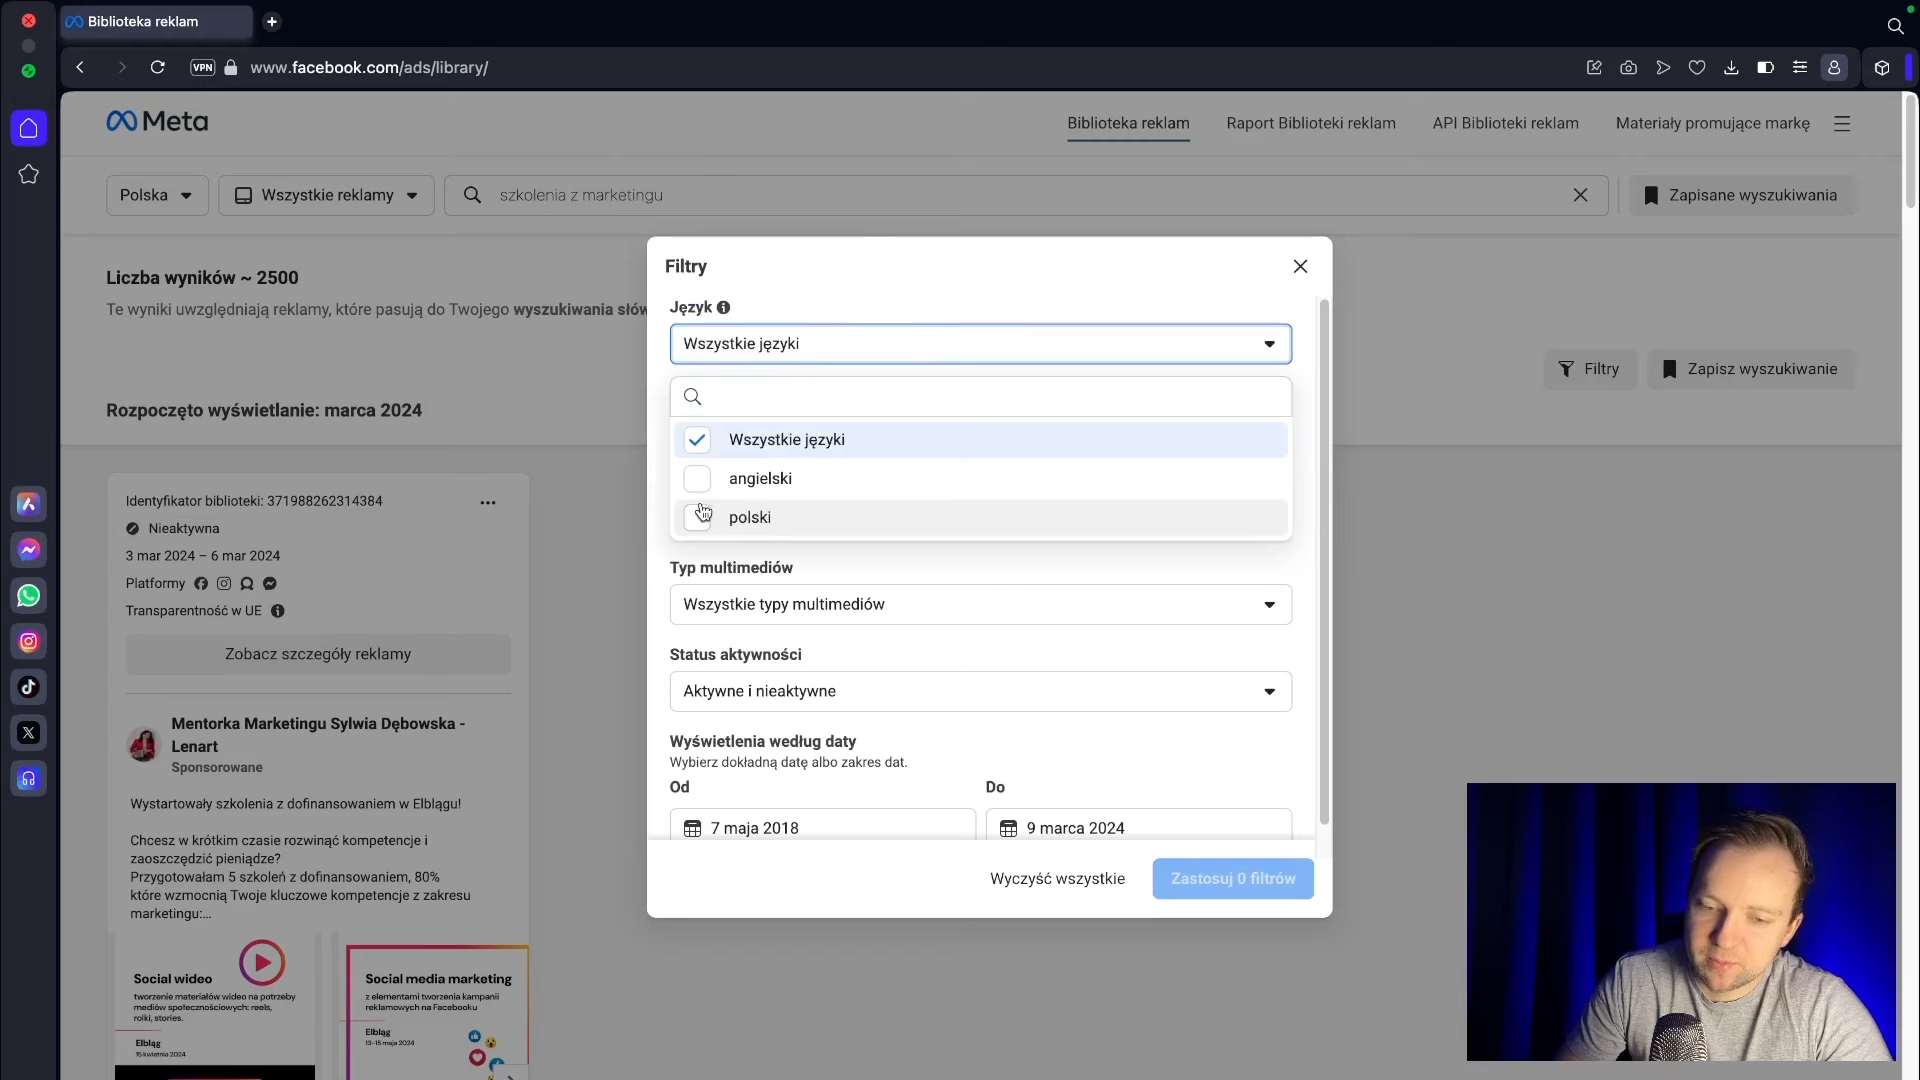 Biblioteka reklam
VPN
www.facebook.com/ads/library/
Meta
Biblioteka reklam
Raport Biblioteki reklam
API Biblioteki reklam
Materiały promujące markę
Polska
Wszystkie reklamy
szkolenia z marketingu
Zapisane wyszukiwania
Liczba wyników ~ 2500
Te wyniki uwzględniają reklamy, które pasują do Twojego wyszukiwania słów
Filtry
Zapisz wyszukiwanie
Rozpoczęto wyświetlanie: marca 2024
Identyfikator biblioteki: 371988262314384
Nieaktywna
3 mar 2024 – 6 mar 2024
Platformy
Transparentność w UE
Zobacz szczegóły reklamy
Mentorka Marketingu Sylwia Dębowska -
Lenart
Sponsorowane
Wystartowały szkolenia z dofinansowaniem w Elblągu!
Chcesz w krótkim czasie rozwinąć kompetencje i
zaoszczędzić pieniądze?
Przygotowałam 5 szkoleń z dofinansowaniem, 80%
które wzmocnią Twoje kluczowe kompetencje z zakresu
marketingu:...
Social wideo
tworzenie materiałów wideo na potrzeby
mediów społecznościowych: reels,
rolki, stories.
Elbląg
15 kwietnia 2024
Social media marketing
z elementami tworzenia kampanii
reklamowych na Facebooku
Elbląg
13-15 maja 2024
Filtry
Język
Wszystkie języki
Wszystkie języki
angielski
polski
Typ multimediów
Wszystkie typy multimediów
Status aktywności
Aktywne i nieaktywne
Wyświetlenia według daty
Wybierz dokładną datę albo zakres dat.
Od
Do
7 maja 2018
9 marca 2024
Wyczyść wszystkie
Zastosuj 0 filtrów